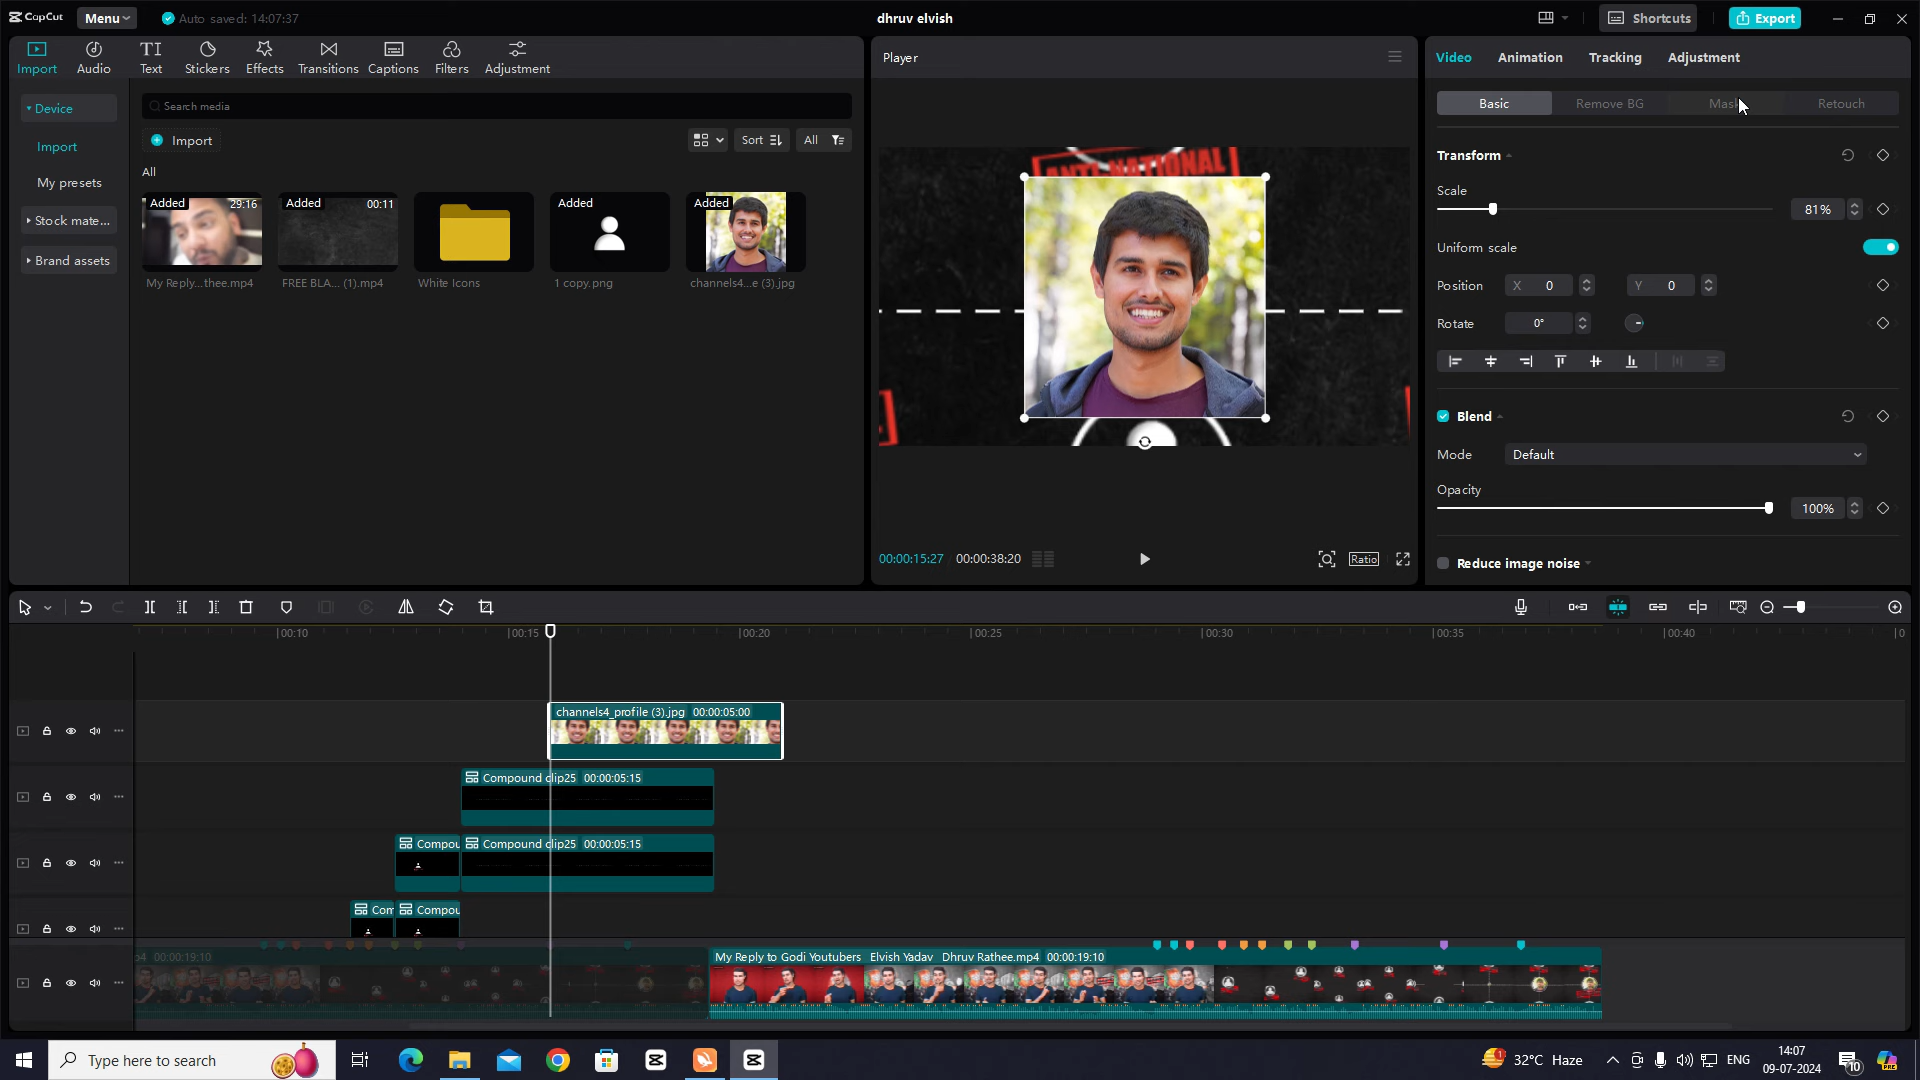 CapCut
Menu
Auto saved: 14:07:37
dhruv elvish
Shortcuts
Export
Import
Audio
Text
Stickers
Effects
Transitions
Captions
Filters
Adjustment
Device
Import
My presets
Stock mate...
Brand assets
Search media
Import
Sort
All
All
Added
29:16
My Reply...thee.mp4
Added
00:11
FREE BLA... (1).mp4
White Icons
Added
1 copy.png
Added
channels4...e (3).jpg
Player
ANTI-NATIONAL
00:00:15:27
00:00:38:20
Ratio
Video
Animation
Tracking
Adjustment
Basic
Remove BG
Mask
Retouch
Transform
Scale
81%
Uniform scale
Position
X 0
Y 0
Rotate
0°
Blend
Mode
Default
Opacity
100%
Reduce image noise
00:10
00:15
00:20
00:25
00:30
00:35
00:40
channels4_profile (3).jpg 00:00:05:00
Compound clip25 00:00:05:15
Compou
Compound clip25 00:00:05:15
Com
Compou
00:00:19:10
My Reply to Godi Youtubers Elvish Yadav Dhruv Rathee.mp4 00:00:19:10
Type here to search
32°C Haze
ENG
14:07
09-07-2024
10